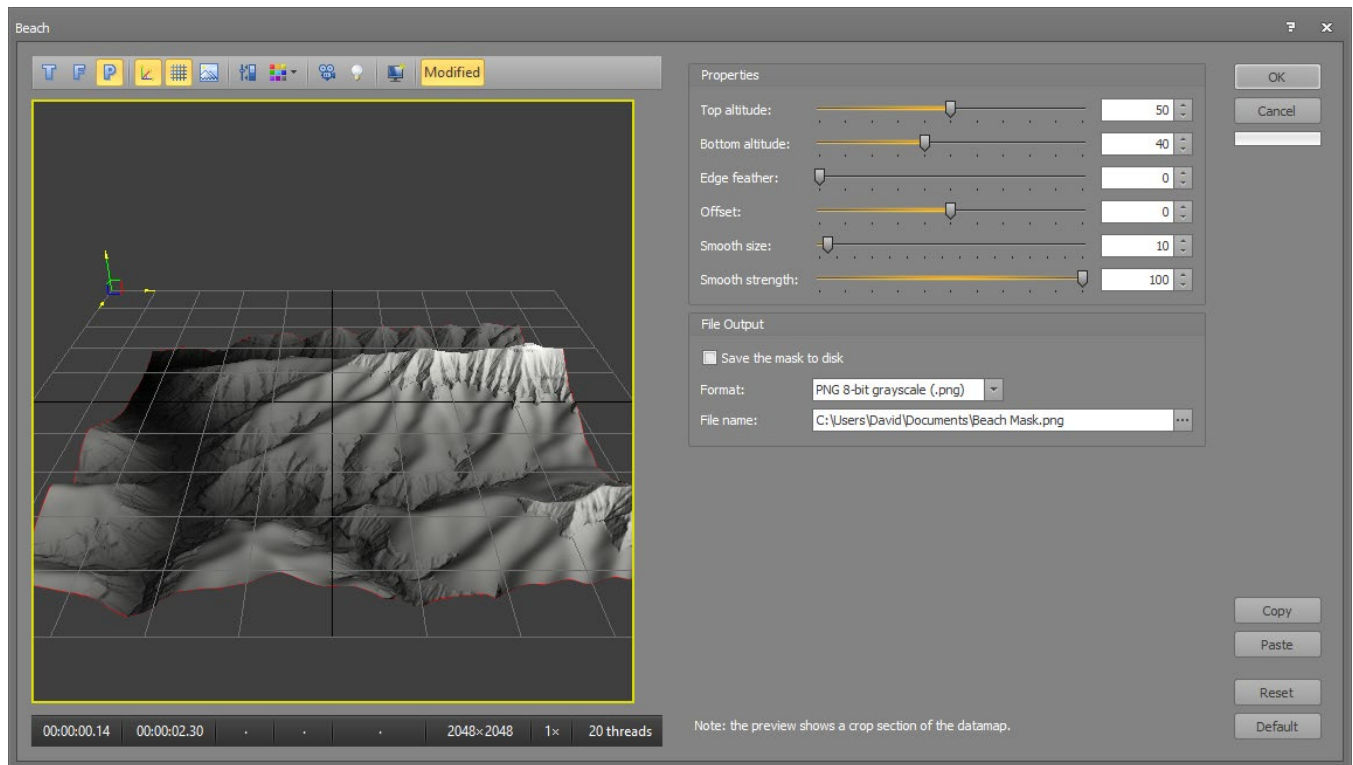 Beach
T F P Modified
Properties
Top altitude: 50
Bottom altitude: 40
Edge feather: 0
Offset: 0
Smooth size: 10
Smooth strength: 100
File Output
Save the mask to disk
Format: PNG 8-bit grayscale (.png)
File name: C:\Users\David\Documents\Beach Mask.png
OK
Cancel
Copy
Paste
Reset
Default
00:00:00.14 00:00:02.30 . . . 2048×2048 1× 20 threads
Note: the preview shows a crop section of the datamap.